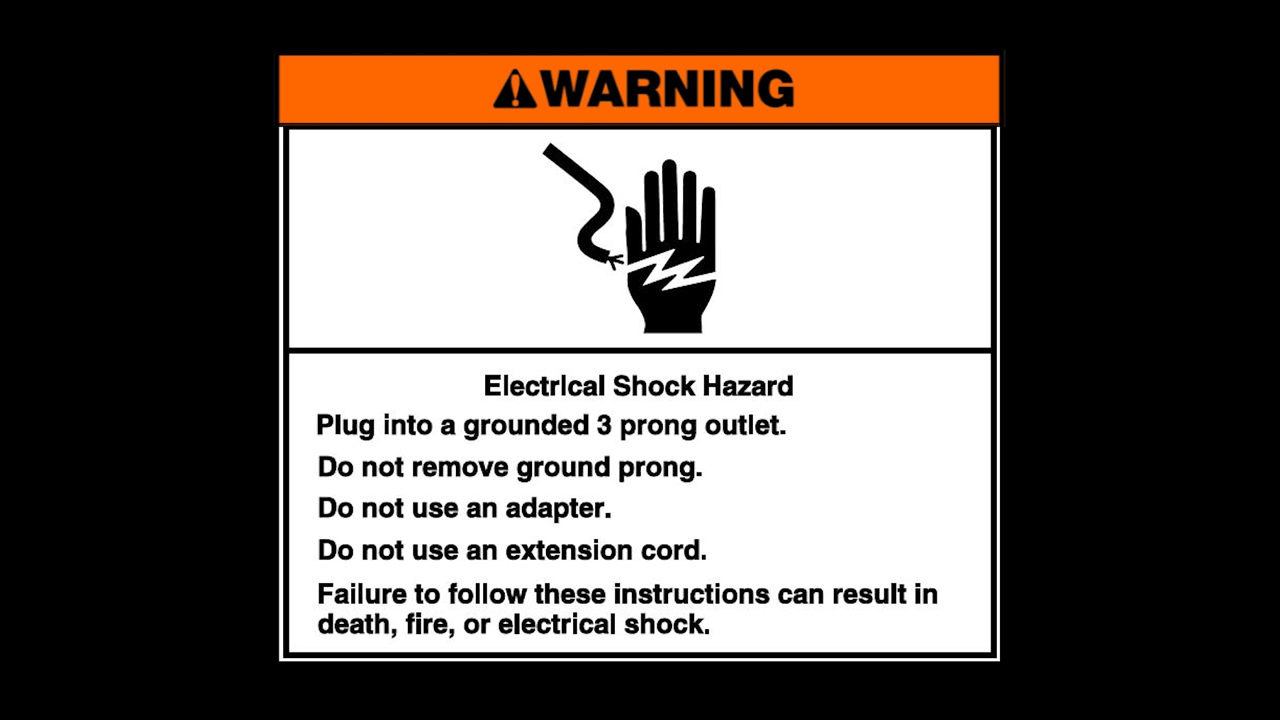 WARNING
Electrical Shock Hazard
Plug into a grounded 3 prong outlet.
Do not remove ground prong.
Do not use an adapter.
Do not use an extension cord.
Failure to follow these instructions can result in
death, fire, or electrical shock.